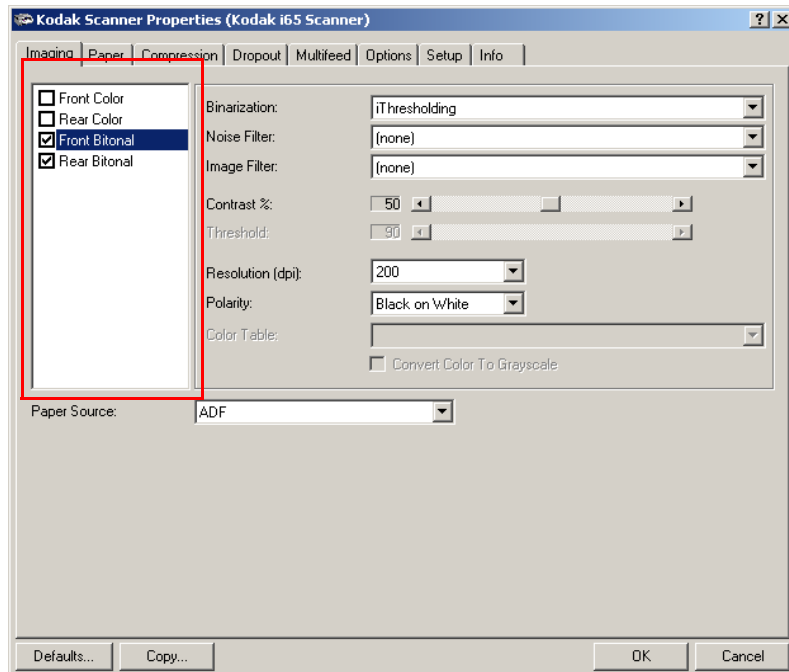 Kodak Scanner Properties (Kodak i65 Scanner)
Imaging Paper Compression Dropout Multifeed Options Setup Info
Front Color
Rear Color
Front Bitonal
Rear Bitonal
Binarization: iThresholding
Noise Filter: (none)
Image Filter: (none)
Contrast %: 50
Threshold: 90
Resolution (dpi): 200
Polarity: Black on White
Color Table:
Convert Color To Grayscale
Paper Source: ADF
Defaults... Copy... OK Cancel